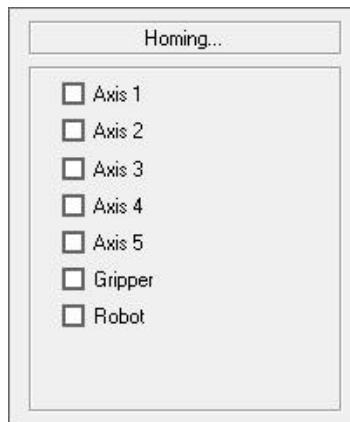 Homing...
Axis 1
Axis 2
Axis 3
Axis 4
Axis 5
Gripper
Robot